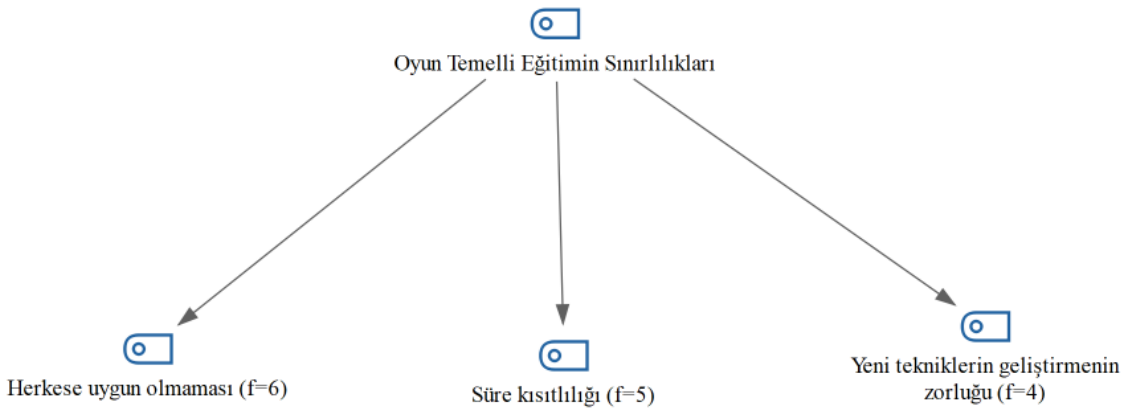 Oyun Temelli Eğitimin Sınırlılıkları
Herkese uygun olmaması (f=6)
Süre kısıtlılığı (f=5)
Yeni tekniklerin geliştirmenin
zorluğu (f=4)